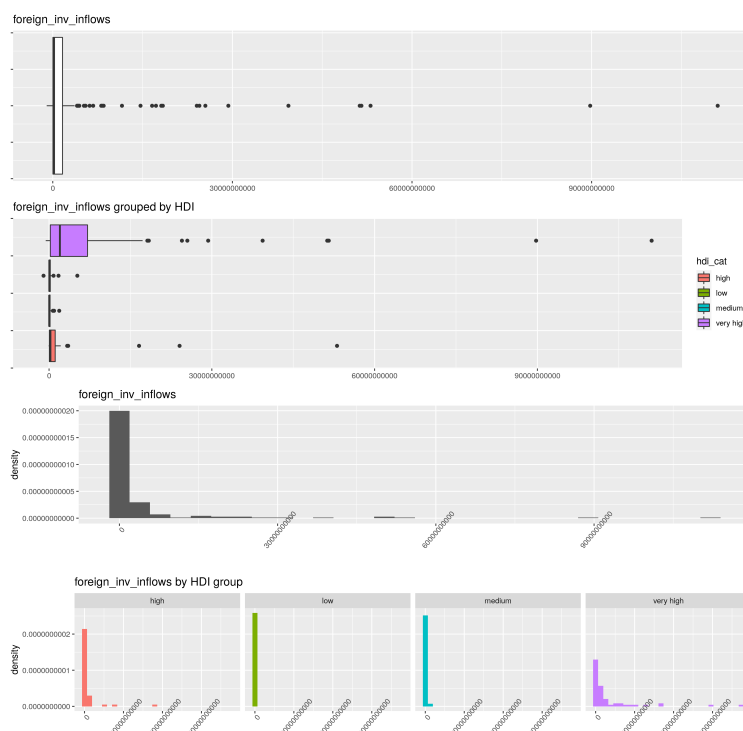 foreign_inv_inflows
0 30000000000 60000000000 90000000000
foreign_inv_inflows grouped by HDI
hdi_cat
high
low
medium
very hig
0 30000000000 60000000000 90000000000
foreign_inv_inflows
density
0.00000000020
0.00000000015
0.00000000010
0.00000000005
0.00000000000
0 30000000000 60000000000 90000000000
foreign_inv_inflows by HDI group
high low medium very high
density
0.0000000002
0.0000000001
0.0000000000
0 0 0 0